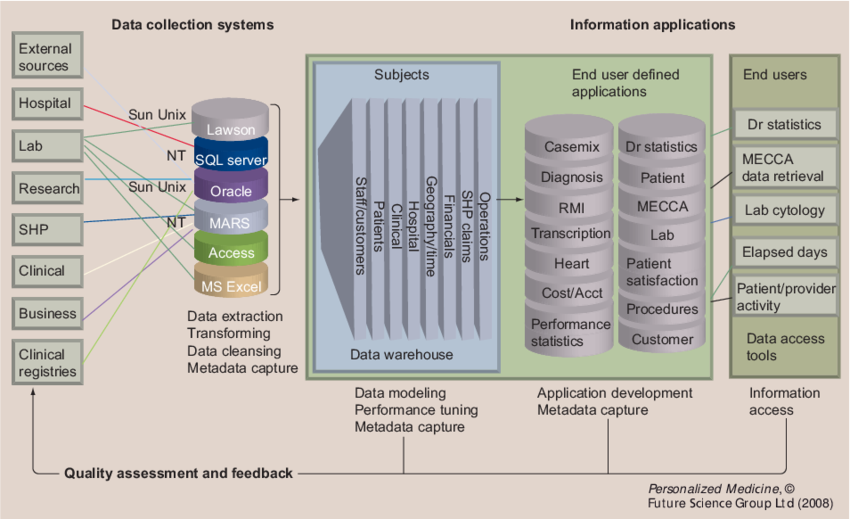 Data collection systems
Information applications
External
sources
Hospital
Lab
Research
SHP
Clinical
Business
Clinical
registries
Sun Unix
NT
Sun Unix
NT
Lawson
SQL server
Oracle
MARS
Access
MS Excel
Data extraction
Transforming
Data cleansing
Metadata capture
Subjects
Staff/customers
Patients
Clinical
Hospital
Geography/time
Financials
SHP claims
Operations
Data warehouse
Data modeling
Performance tuning
Metadata capture
End user defined
applications
Casemix
Diagnosis
RMI
Transcription
Heart
Cost/Acct
Performance
statistics
Dr statistics
Patient
MECCA
Lab
Patient
satisfaction
Procedures
Customer
Application development
Metadata capture
End users
Dr statistics
MECCA
data retrieval
Lab cytology
Elapsed days
Patient/provider
activity
Data access
tools
Information
access
Quality assessment and feedback
Personalized Medicine, ©
Future Science Group Ltd (2008)